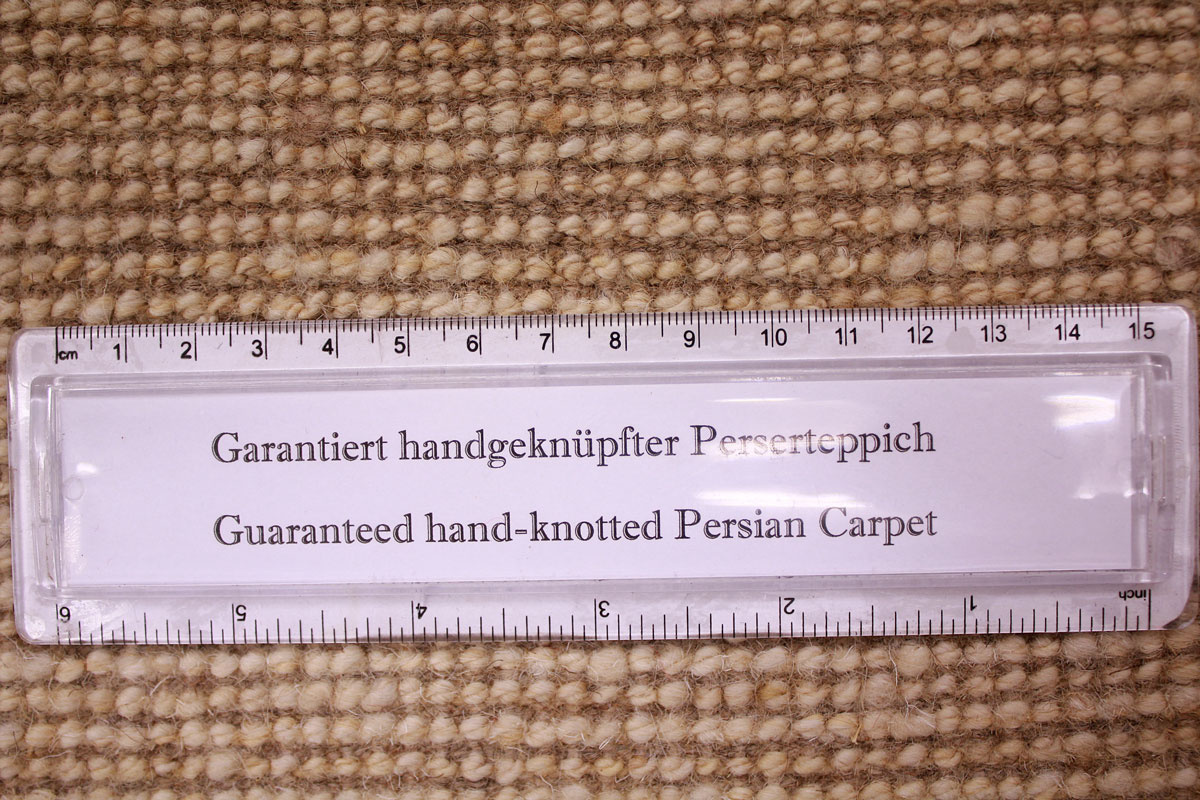 cm 1 2 3 4 5 6 7 8 9 10 11 12 13 14 15
Garantiert handgeknüpfter Perserteppich
Guaranteed hand-knotted Persian Carpet
6 5 4 3 2 1 inch